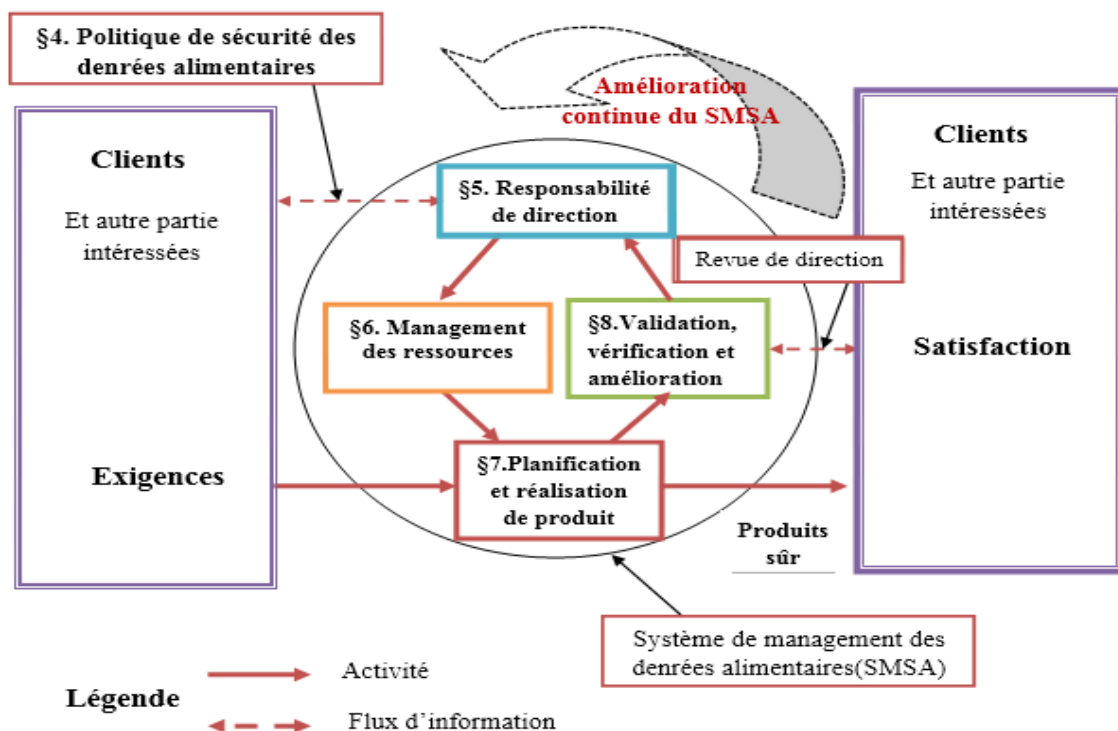 §4. Politique de sécurité des
denrées alimentaires
Amélioration
continue du SMSA
Clients
Et autre partie
intéressées
Exigences
§5. Responsabilité
de direction
§6. Management
des ressources
§8.Validation,
vérification et
amélioration
§7.Planification
et réalisation
de produit
Revue de direction
Clients
Et autre partie
intéressées
Satisfaction
Produits
sûr
Système de management des
denrées alimentaires(SMSA)
Légende
Activité
Flux d’information